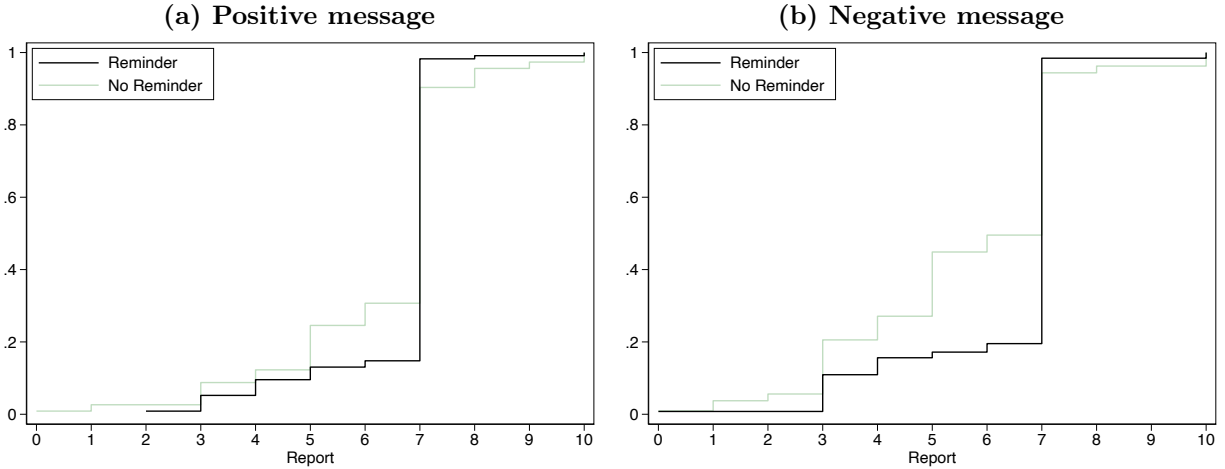 (a) Positive message
Reminder
No Reminder
1
.8
.6
.4
.2
0
0 1 2 3 4 5 6 7 8 9 10
Report
(b) Negative message
Reminder
No Reminder
1
.8
.6
.4
.2
0
0 1 2 3 4 5 6 7 8 9 10
Report